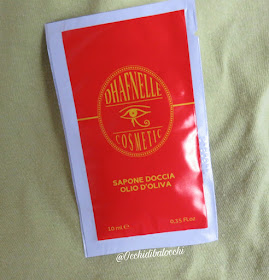 DHAFNELLE
COSMETIC
SAPONE DOCCIA
OLIO D'OLIVA
10 ml e 0,35 Fl.oz
@Occhidibalocchi